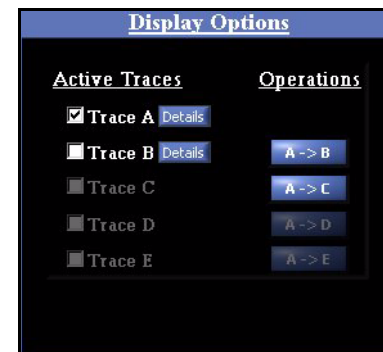 Display Options
Active Traces Operations
Trace A Details
Trace B Details A -> B
Trace C A -> C
Trace D A -> D
Trace E A -> E